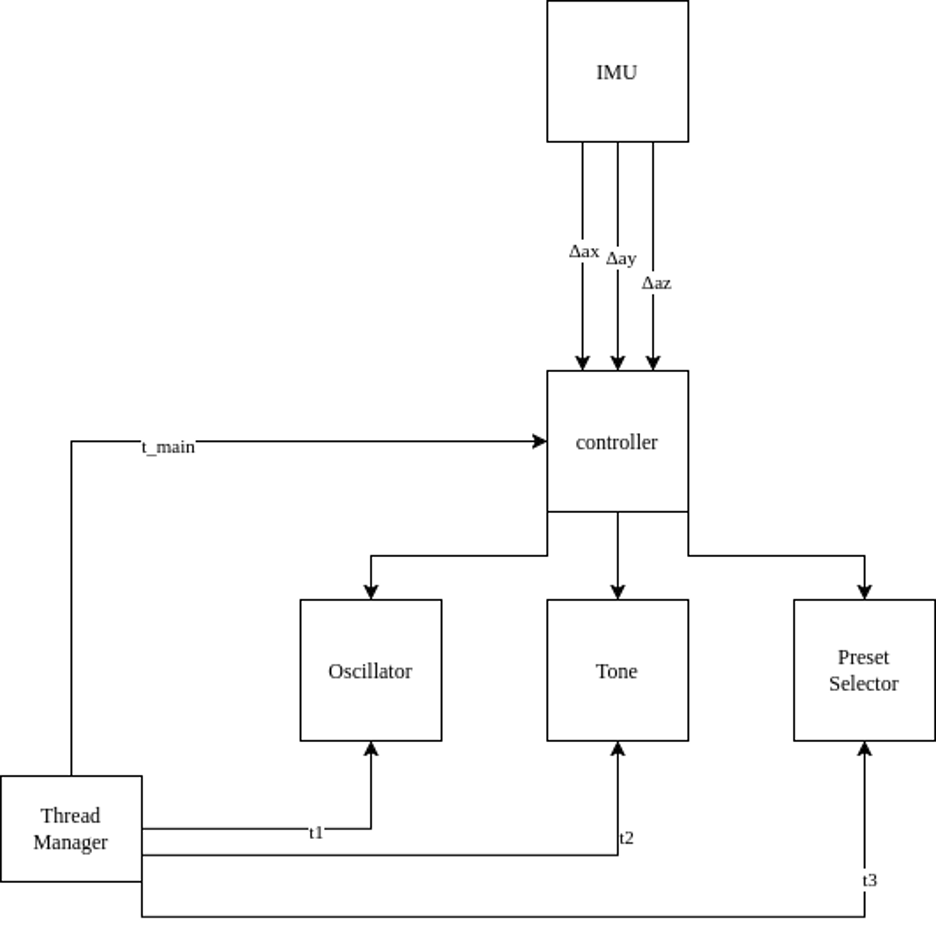 IMU
Δax
Δay
Δaz
controller
t_main
Oscillator
Tone
Preset
Selector
Thread
Manager
t1
t2
t3